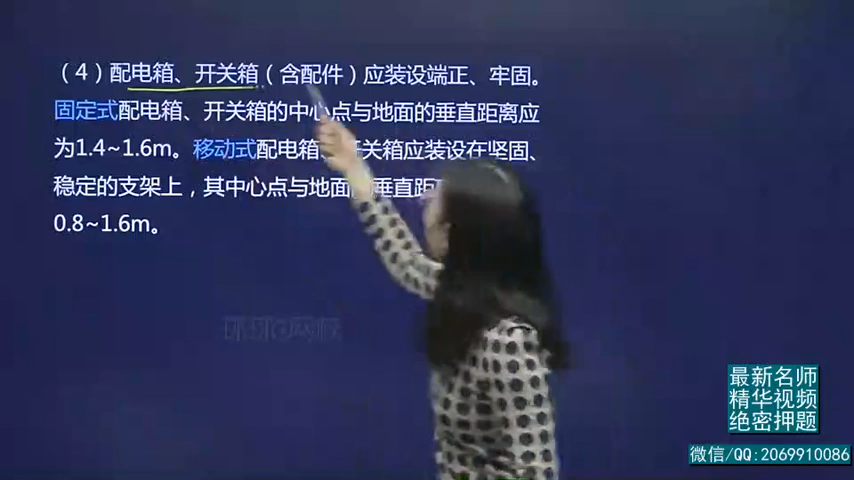 （4）配电箱、开关箱（含配件）应装设端正、牢固。
固定式配电箱、开关箱的中心点与地面的垂直距离应
为1.4~1.6m。移动式配电箱、开关箱应装设在坚固、
稳定的支架上，其中心点与地面的垂直距
0.8~1.6m。
最新名师
精华视频
绝密押题
微信/QQ:2069910086